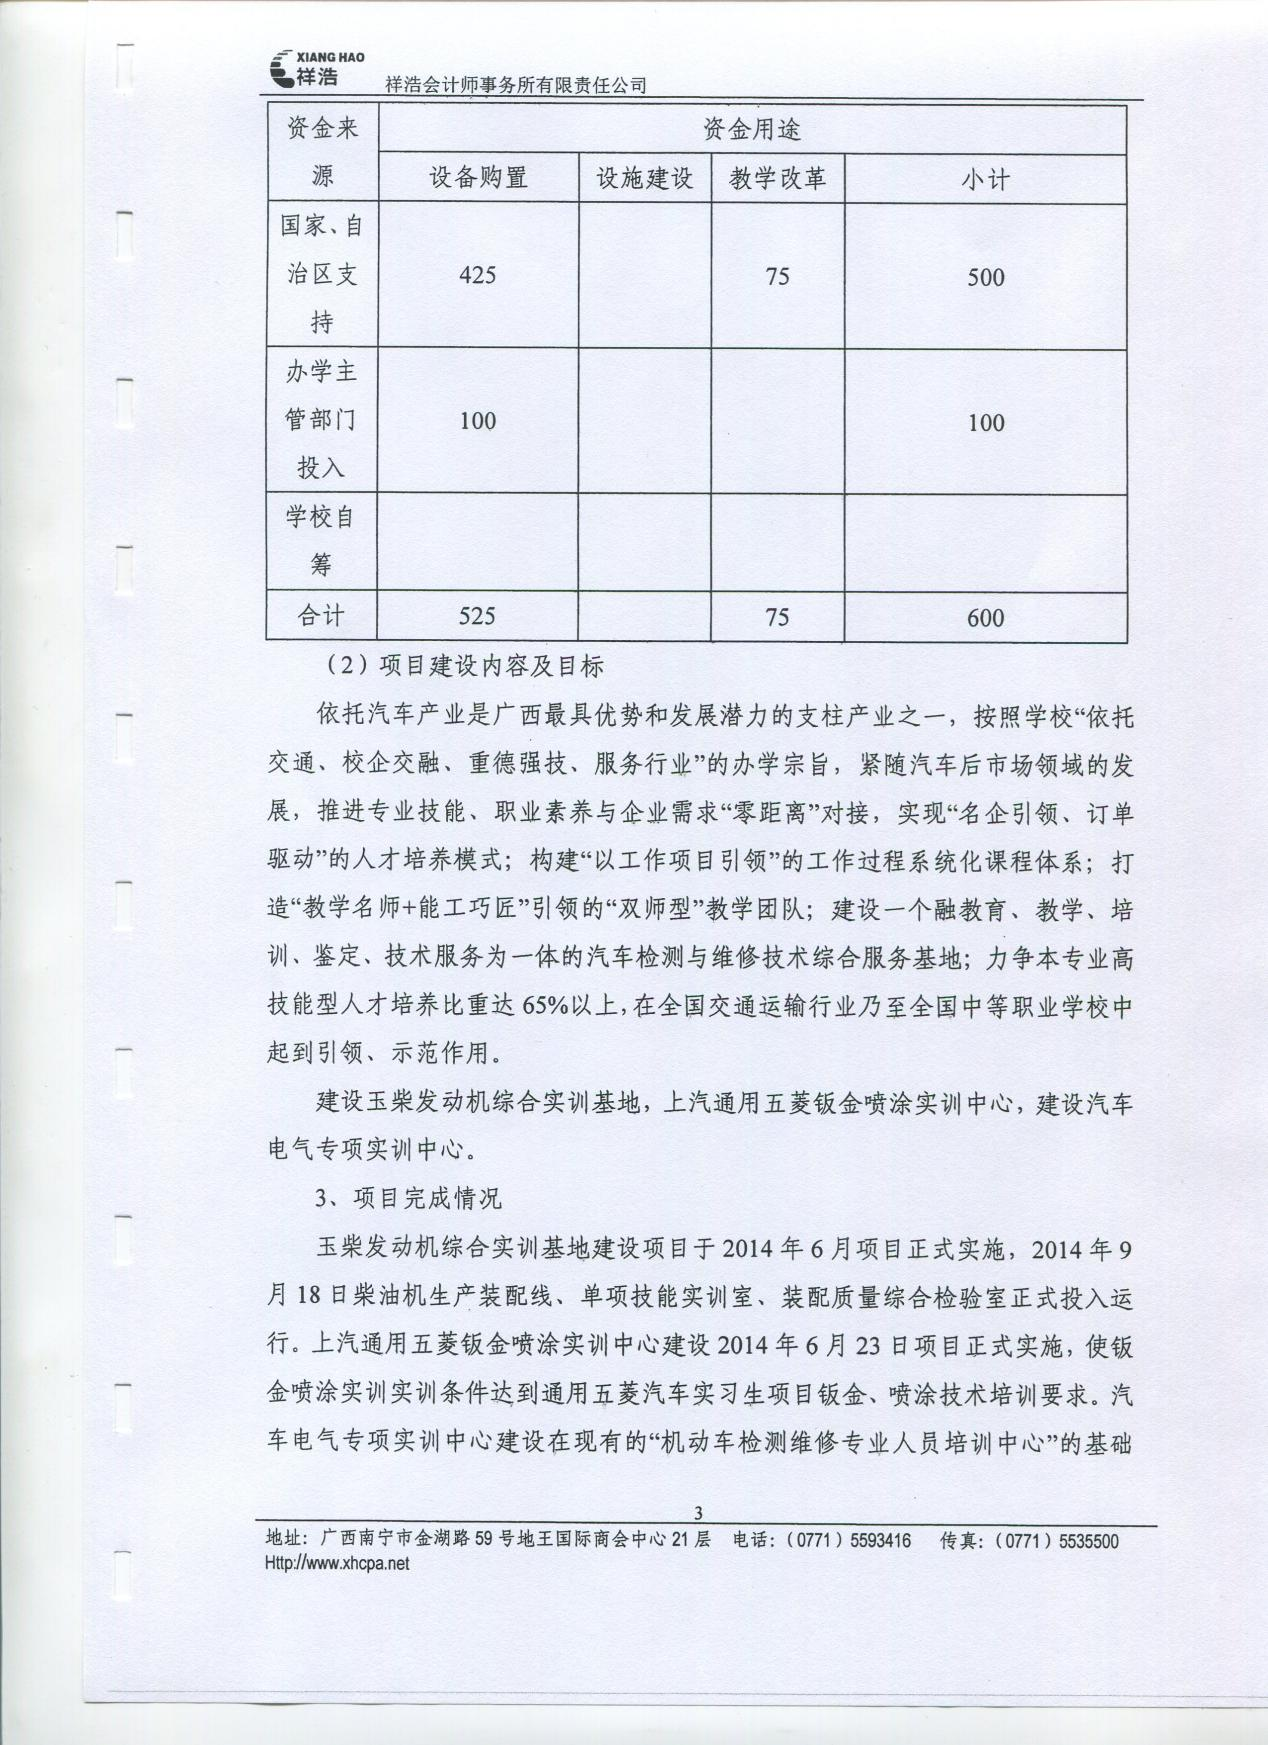 XIANG HAO
祥浩
祥浩会计师事务所有限责任公司
资金来
源
资金用途
设备购置 设施建设 教学改革 小计
国家、自
治区支
持
425 75 500
办学主
管部门
投入
100 100
学校自
筹
合计 525 75 600
（2）项目建设内容及目标
依托汽车产业是广西最具优势和发展潜力的支柱产业之一，按照学校“依托
交通、校企交融、重德强技、服务行业”的办学宗旨，紧随汽车后市场领域的发
展，推进专业技能、职业素养与企业需求“零距离”对接，实现“名企引领、订单
驱动”的人才培养模式；构建“以工作项目引领”的工作过程系统化课程体系；打
造“教学名师+能工巧匠”引领的“双师型”教学团队；建设一个融教育、教学、培
训、鉴定、技术服务为一体的汽车检测与维修技术综合服务基地；力争本专业高
技能型人才培养比重达 65%以上，在全国交通运输行业乃至全国中等职业学校中
起到引领、示范作用。
建设玉柴发动机综合实训基地，上汽通用五菱钣金喷涂实训中心，建设汽车
电气专项实训中心。
3、项目完成情况
玉柴发动机综合实训基地建设项目于 2014 年 6 月项目正式实施，2014 年 9
月 18 日柴油机生产装配线、单项技能实训室、装配质量综合检验室正式投入运
行。上汽通用五菱钣金喷涂实训中心建设 2014 年 6 月 23 日项目正式实施，使钣
金喷涂实训实训条件达到通用五菱汽车实习生项目钣金、喷涂技术培训要求。汽
车电气专项实训中心建设在现有的“机动车检测维修专业人员培训中心”的基础
3
地址：广西南宁市金湖路 59 号地王国际商会中心 21 层 电话：（0771）5593416 传真：（0771）5535500
Http://www.xhcpa.net